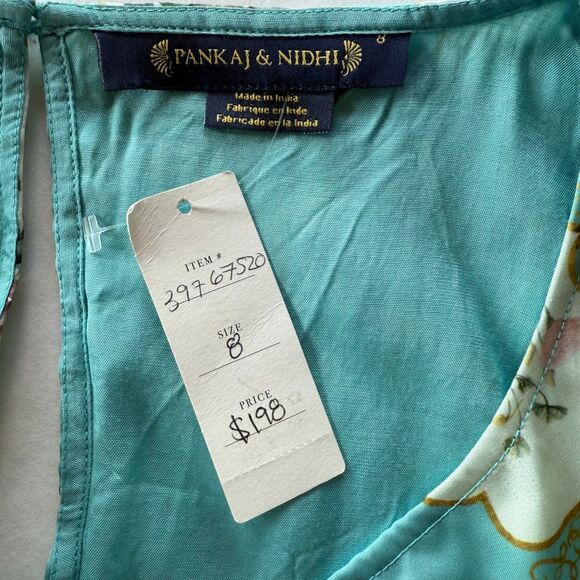 PANKAJ & NIDHI
8
Made in India
Fabriqué en Inde
Fabricado en la India
ITEM #
39767520
SIZE
8
PRICE
$198